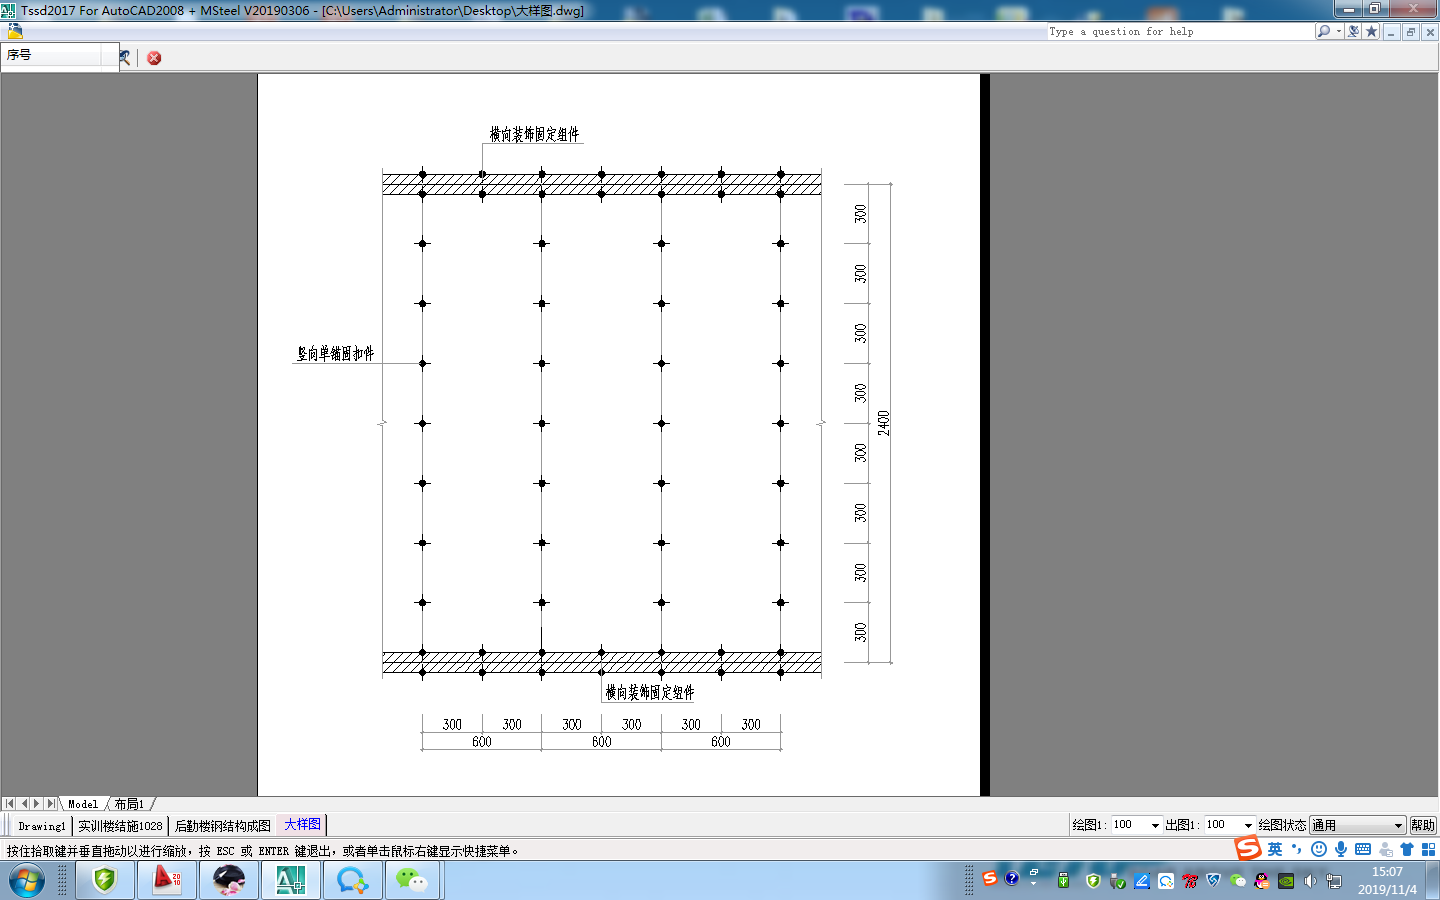 Tssd2017 For AutoCAD2008 + MSteel V20190306 - [C:\Users\Administrator\Desktop\大样图.dwg]
Type a question for help
序号
横向装饰固定组件
竖向单锚固扣件
300
300
300
300
300
300
300
300
2400
横向装饰固定组件
300 300 300 300 300 300
600 600 600
Model 布局1
Drawing1 实训楼结施1028 后勤楼钢结构成图 大样图 绘图1: 100 出图1: 100 绘图状态 通用 帮助
按住拾取键并垂直拖动以进行缩放，按 ESC 或 ENTER 键退出，或者单击鼠标右键显示快捷菜单。
英
15:07
2019/11/4